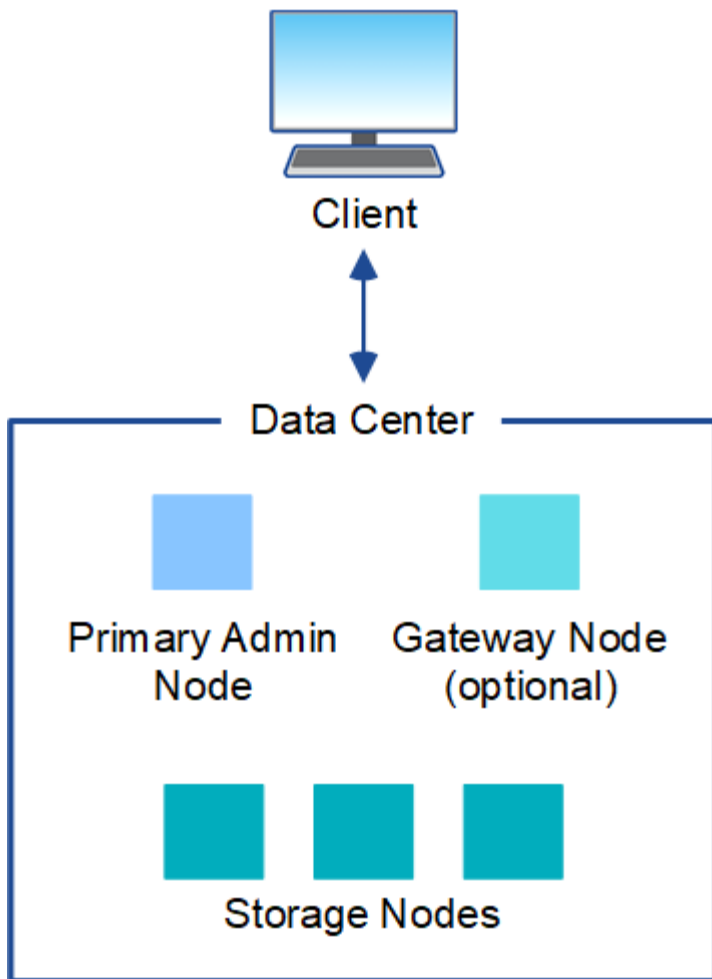 Client
Data Center
Primary Admin
Node
Gateway Node
(optional)
Storage Nodes